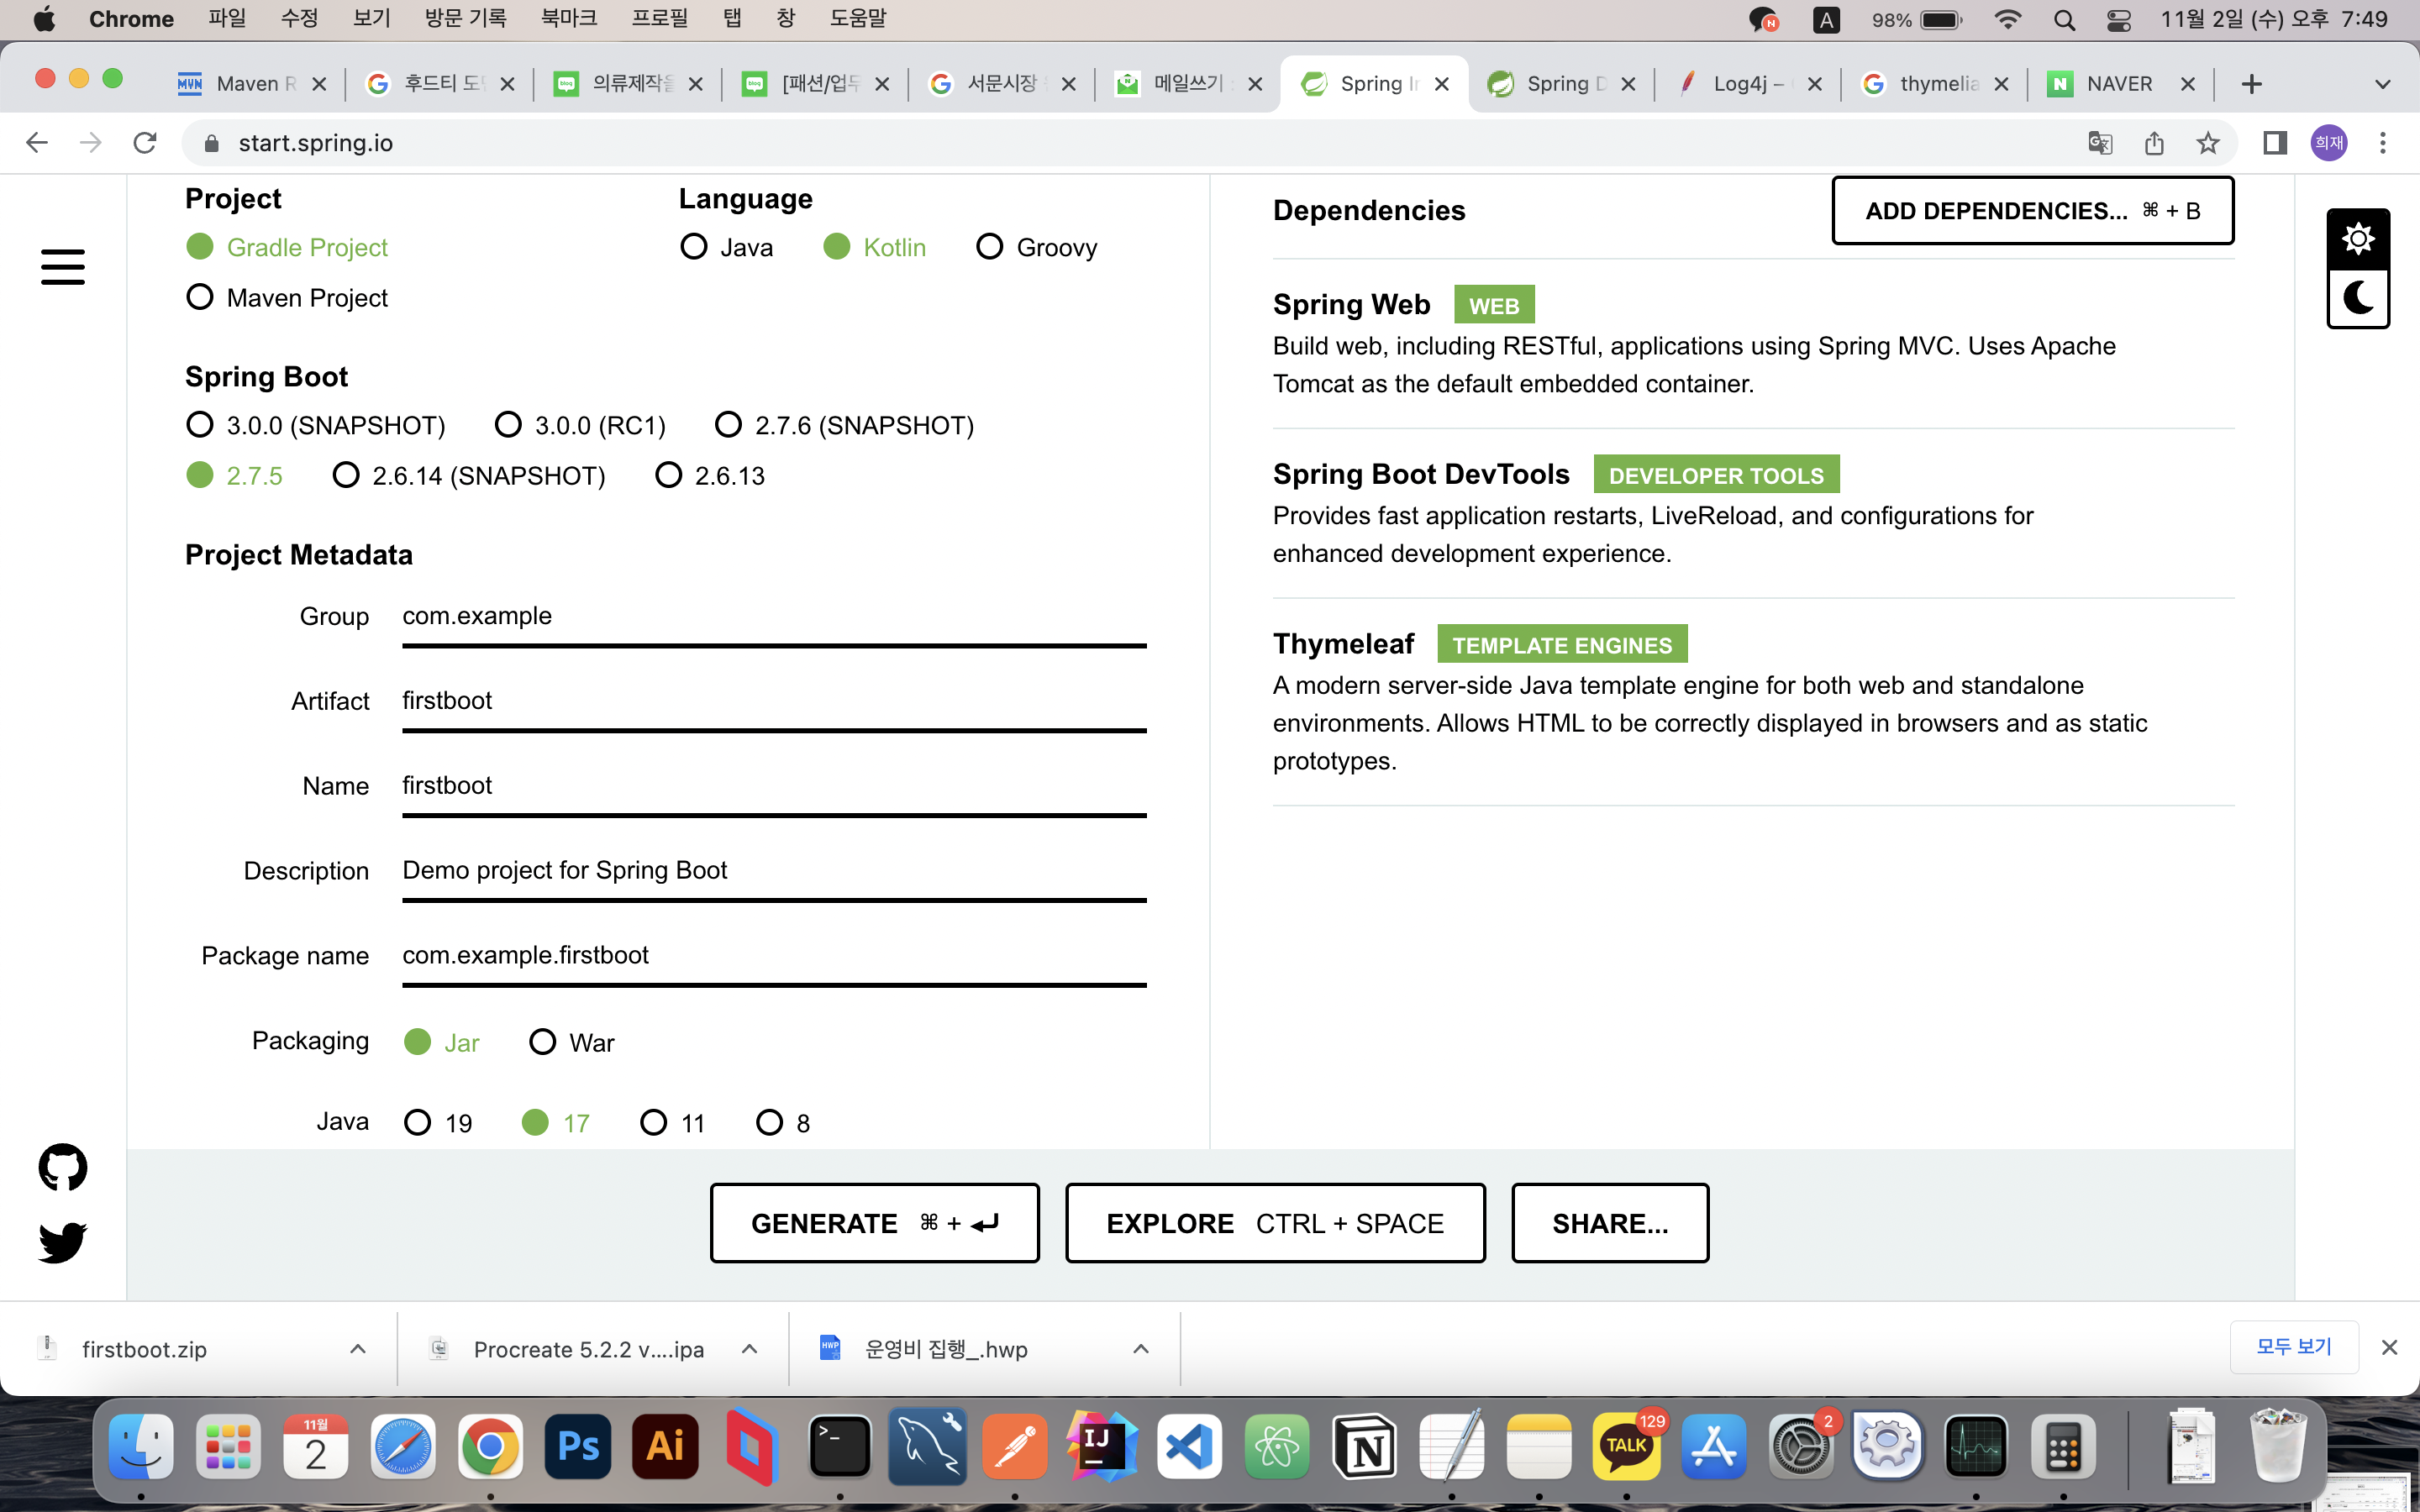 Chrome 파일 수정 보기 방문 기록 북마크 프로필 탭 창 도움말 A 98% 11월 2일 (수) 오후 7:49
Maven R 후드티 도 의류제작을 [패션/업무 서문시장 메일쓰기 Spring In Spring D Log4j – thymelia NAVER
start.spring.io 희재
Project
Gradle Project
Maven Project
Language
Java Kotlin Groovy
Spring Boot
3.0.0 (SNAPSHOT) 3.0.0 (RC1) 2.7.6 (SNAPSHOT)
2.7.5 2.6.14 (SNAPSHOT) 2.6.13
Project Metadata
Group com.example
Artifact firstboot
Name firstboot
Description Demo project for Spring Boot
Package name com.example.firstboot
Packaging Jar War
Java 19 17 11 8
Dependencies ADD DEPENDENCIES... ⌘ + B
Spring Web WEB
Build web, including RESTful, applications using Spring MVC. Uses Apache
Tomcat as the default embedded container.
Spring Boot DevTools DEVELOPER TOOLS
Provides fast application restarts, LiveReload, and configurations for
enhanced development experience.
Thymeleaf TEMPLATE ENGINES
A modern server-side Java template engine for both web and standalone
environments. Allows HTML to be correctly displayed in browsers and as static
prototypes.
GENERATE ⌘ + ⏎ EXPLORE CTRL + SPACE SHARE...
firstboot.zip Procreate 5.2.2 v....ipa 운영비 집행_.hwp 모두 보기
11월
2
Ps
Ai
IJ
N
TALK
129
2